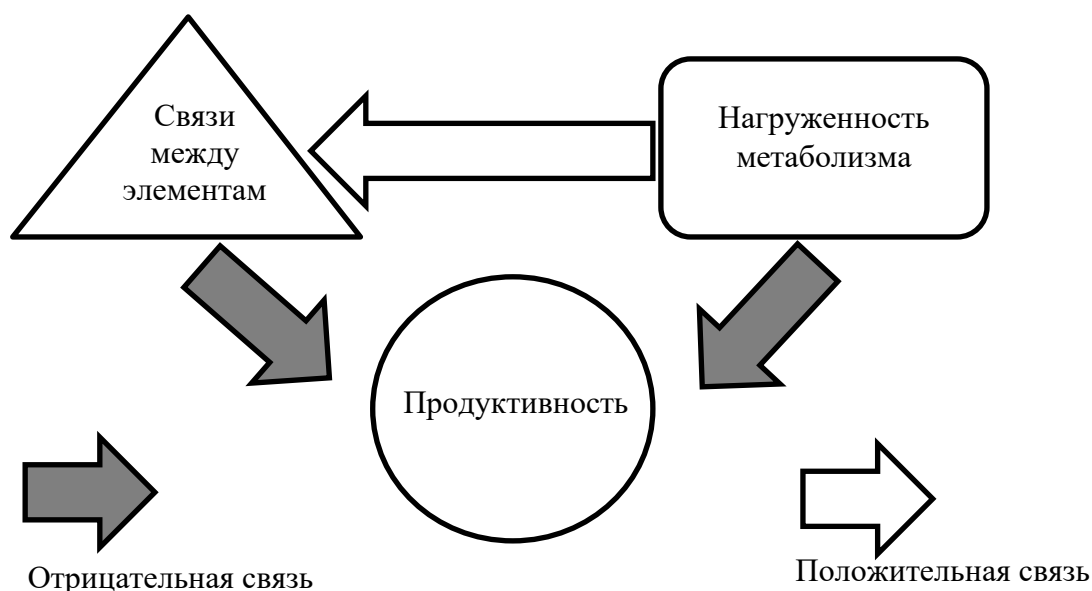 Связи
между
элементам
Нагруженность
метаболизма
Продуктивность
Отрицательная связь
Положительная связь